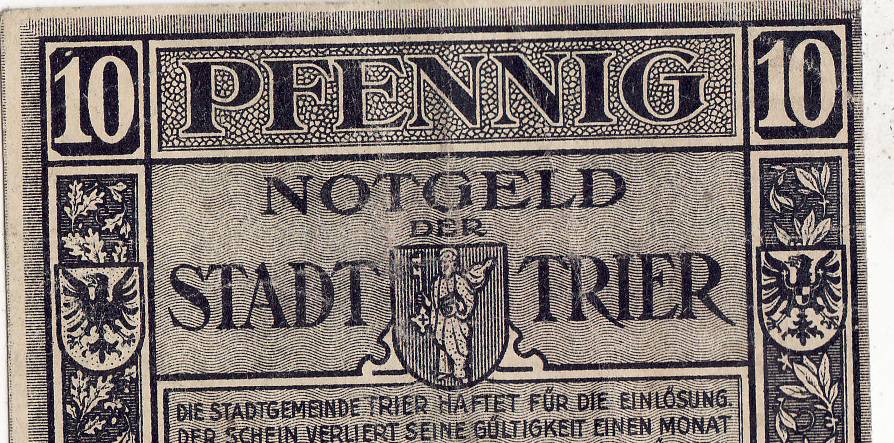 10 PFENNIG 10
NOTGELD
DER
STADT TRIER
DIE STADTGEMEINDE TRIER HAFTET FÜR DIE EINLÖSUNG.
DER SCHEIN VERLIERT SEINE GÜLTIGKEIT EINEN MONAT